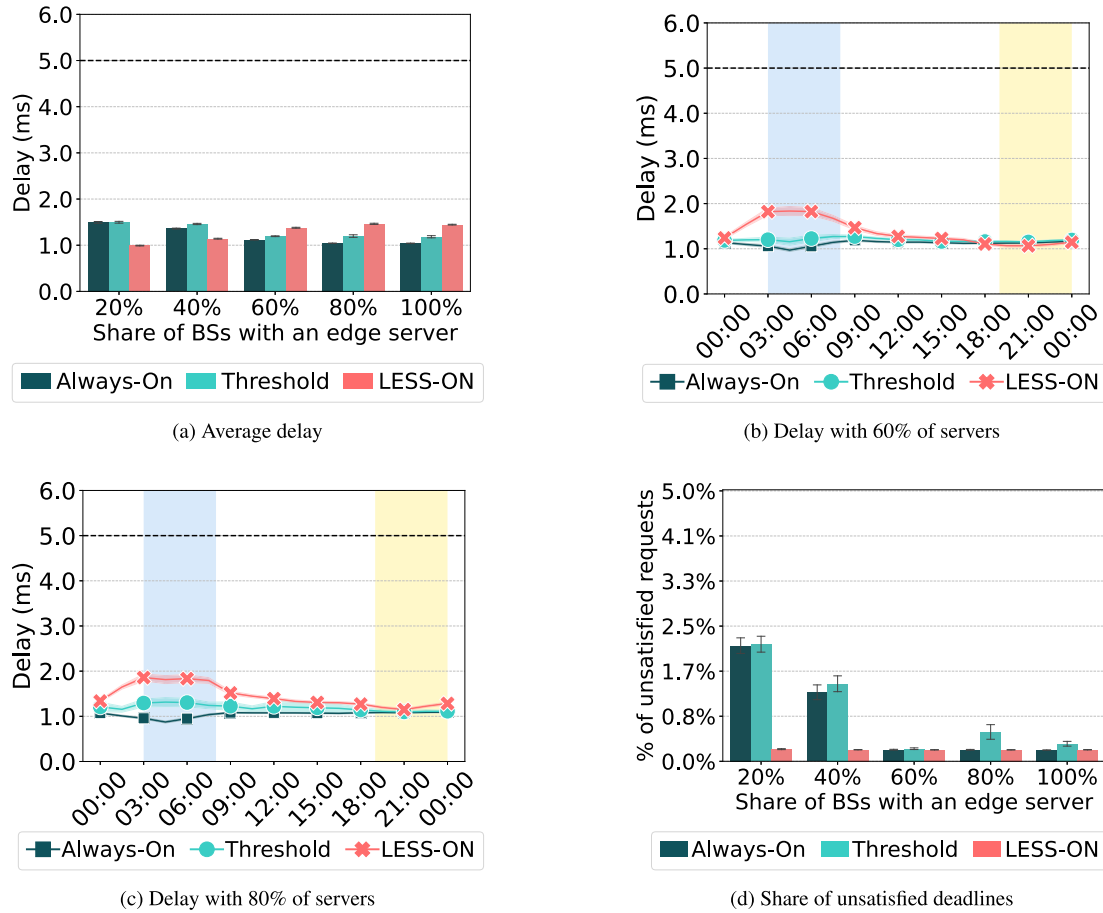 6.0
5.0
4.0
3.0
2.0
1.0
0.0
Delay (ms)
20% 40% 60% 80% 100%
Share of BSs with an edge server
Always-On Threshold LESS-ON
(a) Average delay
6.0
5.0
4.0
3.0
2.0
1.0
0.0
Delay (ms)
00:00 03:00 06:00 09:00 12:00 15:00 18:00 21:00 00:00
Always-On Threshold LESS-ON
(b) Delay with 60% of servers
6.0
5.0
4.0
3.0
2.0
1.0
0.0
Delay (ms)
00:00 03:00 06:00 09:00 12:00 15:00 18:00 21:00 00:00
Always-On Threshold LESS-ON
(c) Delay with 80% of servers
5.0%
4.1%
3.3%
2.5%
1.7%
0.8%
0.0%
% of unsatisfied requests
20% 40% 60% 80% 100%
Share of BSs with an edge server
Always-On Threshold LESS-ON
(d) Share of unsatisfied deadlines